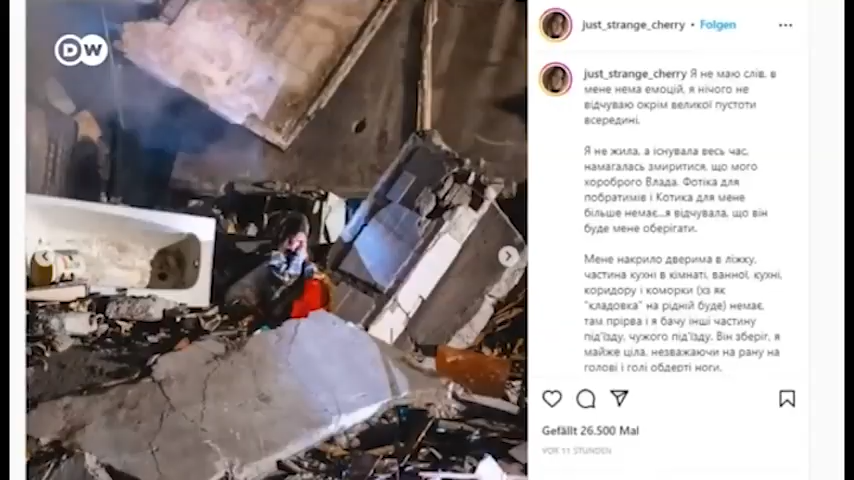 DW
just_strange_cherry • Folgen
just_strange_cherry Я не маю слів, в
мене нема емоцій, я нічого не
відчуваю окрім великої пустоти
всередині.
Я не жила, а існувала весь час,
намагалась змиритися, що мого
хороброго Влада, Фотіка для
побратимів і Котика для мене
більше немає...я відчувала, що він
буде мене оберігати.
Мене накрило дверима в ліжку,
частина кухні в кімнаті, ванної, кухні,
коридору і коморки (хз як
"кладовка" на рідній буде) немає,
там прірва і я бачу інші частину
під'їзду, чужого під'їзду. Він зберіг, я
майже ціла, незважаючи на рану на
голові і голі обдерті ноги.
Gefällt 26.500 Mal
VOR 11 STUNDEN